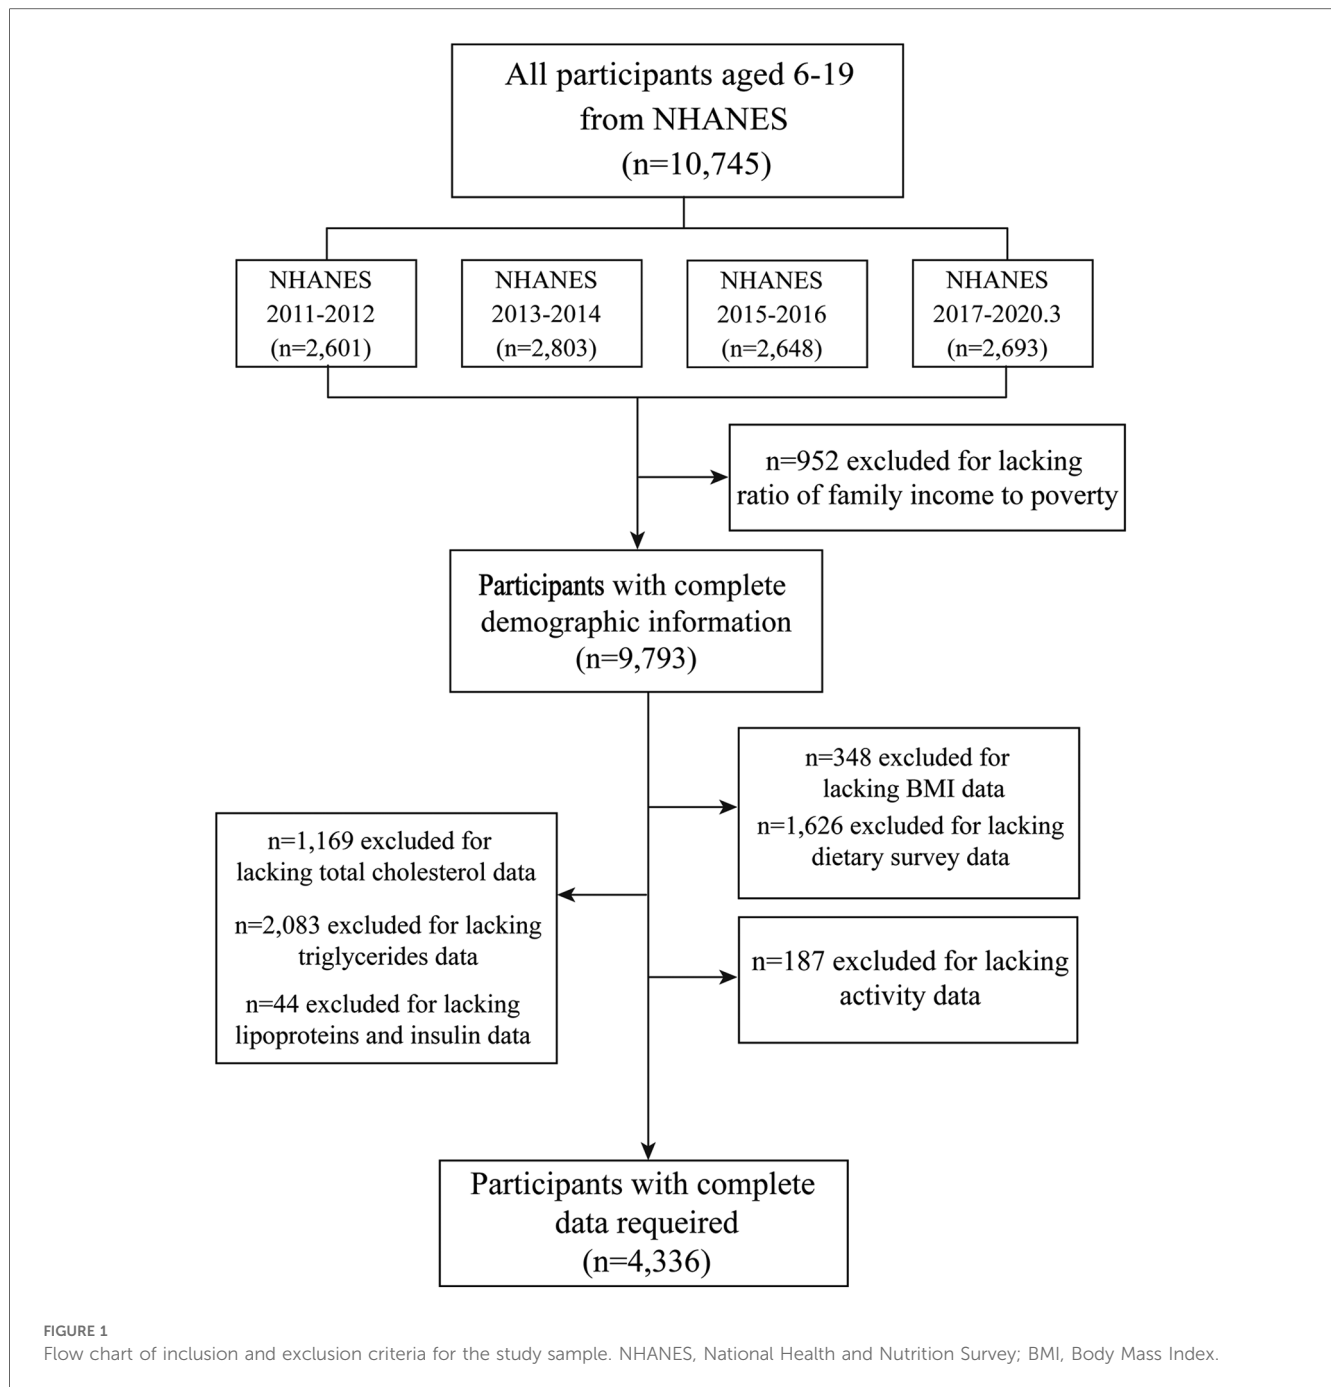 All participants aged 6-19
from NHANES
(n=10,745)
NHANES
2011-2012
(n=2,601)
NHANES
2013-2014
(n=2,803)
NHANES
2015-2016
(n=2,648)
NHANES
2017-2020.3
(n=2,693)
n=952 excluded for lacking
ratio of family income to poverty
Participants with complete
demographic information
(n=9,793)
n=348 excluded for
lacking BMI data
n=1,626 excluded for lacking
dietary survey data
n=1,169 excluded for
lacking total cholesterol data
n=2,083 excluded for lacking
triglycerides data
n=44 excluded for lacking
lipoproteins and insulin data
n=187 excluded for lacking
activity data
Participants with complete
data requeired
(n=4,336)
FIGURE 1
Flow chart of inclusion and exclusion criteria for the study sample. NHANES, National Health and Nutrition Survey; BMI, Body Mass Index.